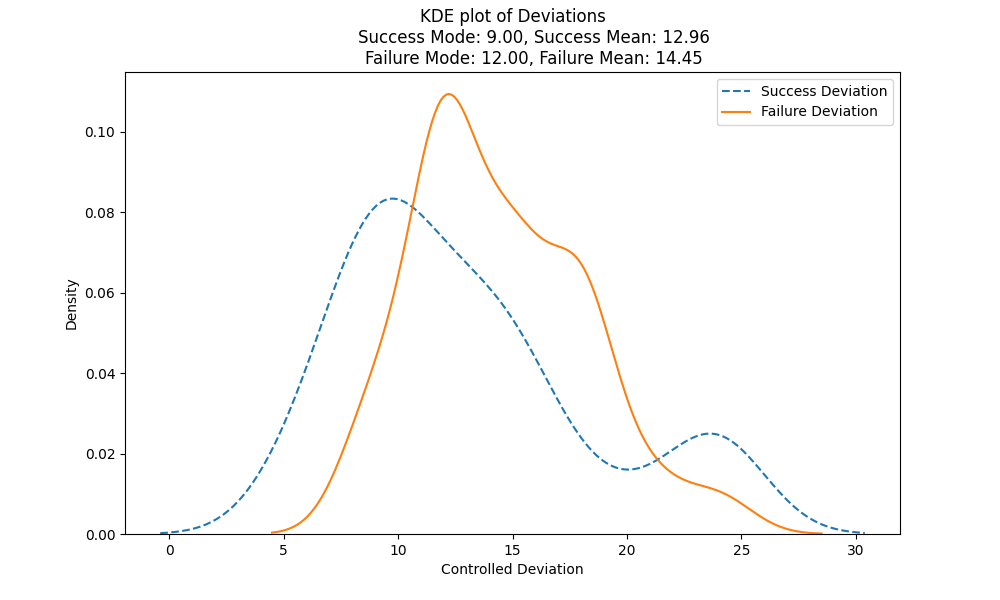 KDE plot of Deviations
Success Mode: 9.00, Success Mean: 12.96
Failure Mode: 12.00, Failure Mean: 14.45
Success Deviation
Failure Deviation
0.10
0.08
0.06
0.04
0.02
0.00
Density
0 5 10 15 20 25 30
Controlled Deviation